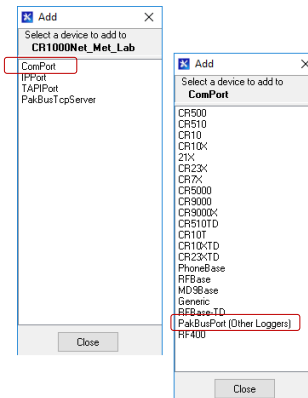 Add
Select a device to add to
CR1000Net_Met_Lab
ComPort
IPPort
TAPIPort
PakBusTcpServer
Close
Add
Select a device to add to
ComPort
CR500
CR510
CR10
CR10X
21X
CR23X
CR7X
CR5000
CR9000
CR9000X
CR510TD
CR10T
CR10XTD
CR23XTD
PhoneBase
RFBase
MD9Base
Generic
RFBase-TD
PakBusPort (Other Loggers)
RF400
Close